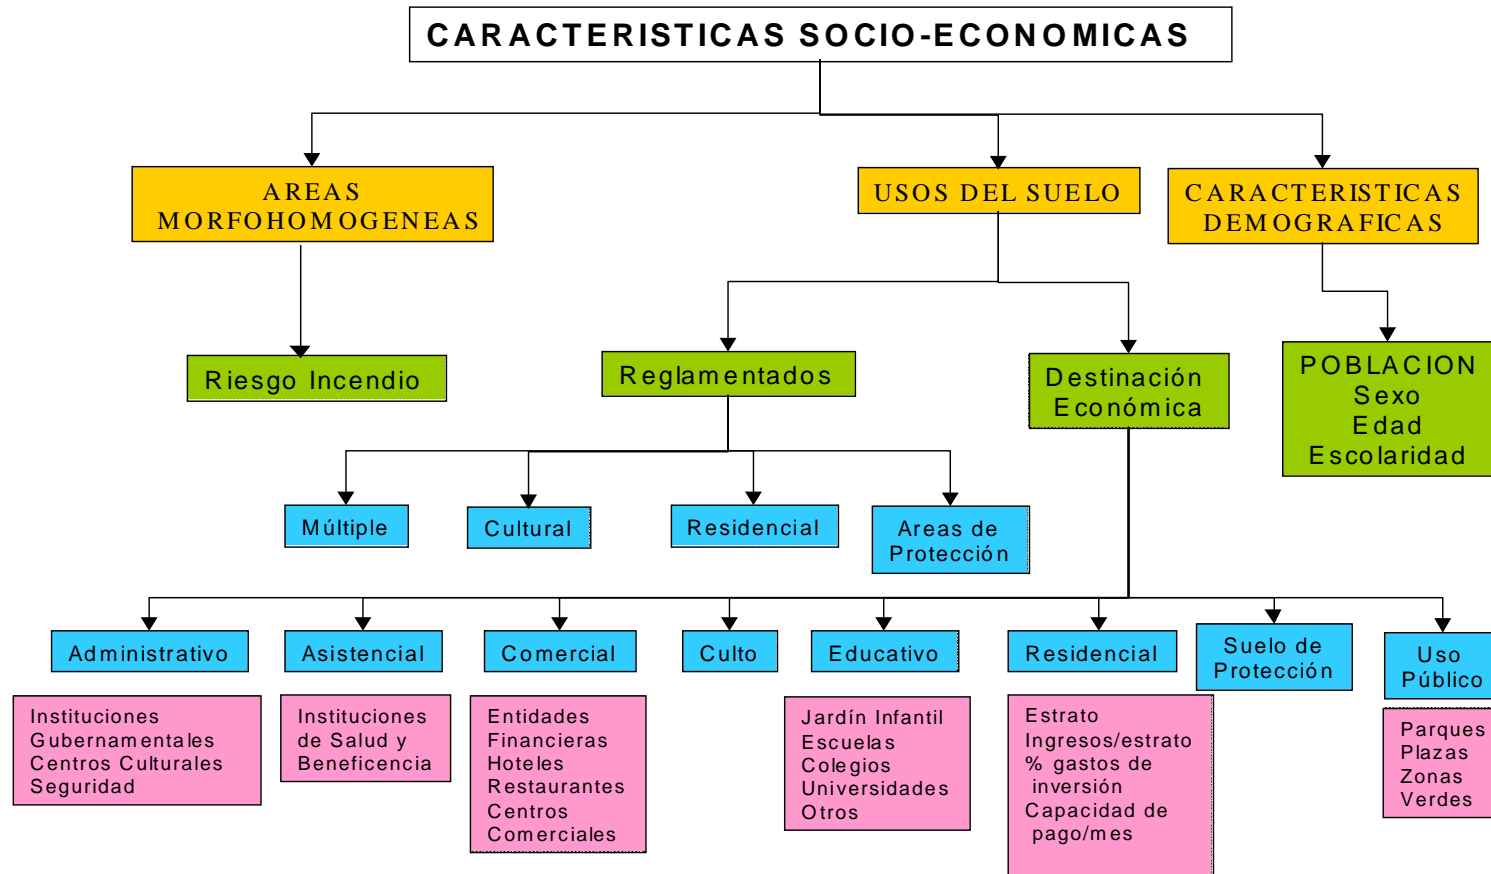 CARACTERISTICAS SOCIO-ECONOMICAS
AREAS
MORFOHOMOGENEAS
USOS DEL SUELO
CARACTERISTICAS
DEMOGRAFICAS
Riesgo Incendio
Reglamentados
Destinación
Económica
POBLACION
Sexo
Edad
Escolaridad
Múltiple
Cultural
Residencial
Areas de
Protección
Administrativo
Asistencial
Comercial
Culto
Educativo
Residencial
Suelo de
Protección
Uso
Público
Instituciones
Gubernamentales
Centros Culturales
Seguridad
Instituciones
de Salud y
Beneficencia
Entidades
Financieras
Hoteles
Restaurantes
Centros
Comerciales
Jardín Infantil
Escuelas
Colegios
Universidades
Otros
Estrato
Ingresos/estrato
% gastos de
inversión
Capacidad de
pago/mes
Parques
Plazas
Zonas
Verdes